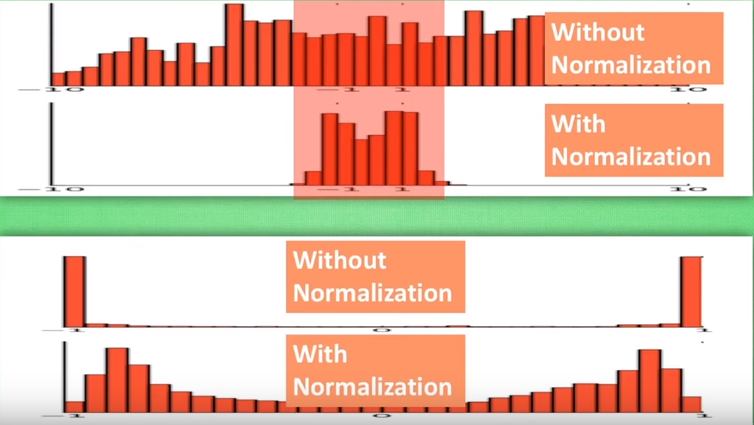 Without
Normalization
-10 -1 1 10
With
Normalization
-10 -1 1 10
Without
Normalization
-1 0 1
With
Normalization
-1 0 1